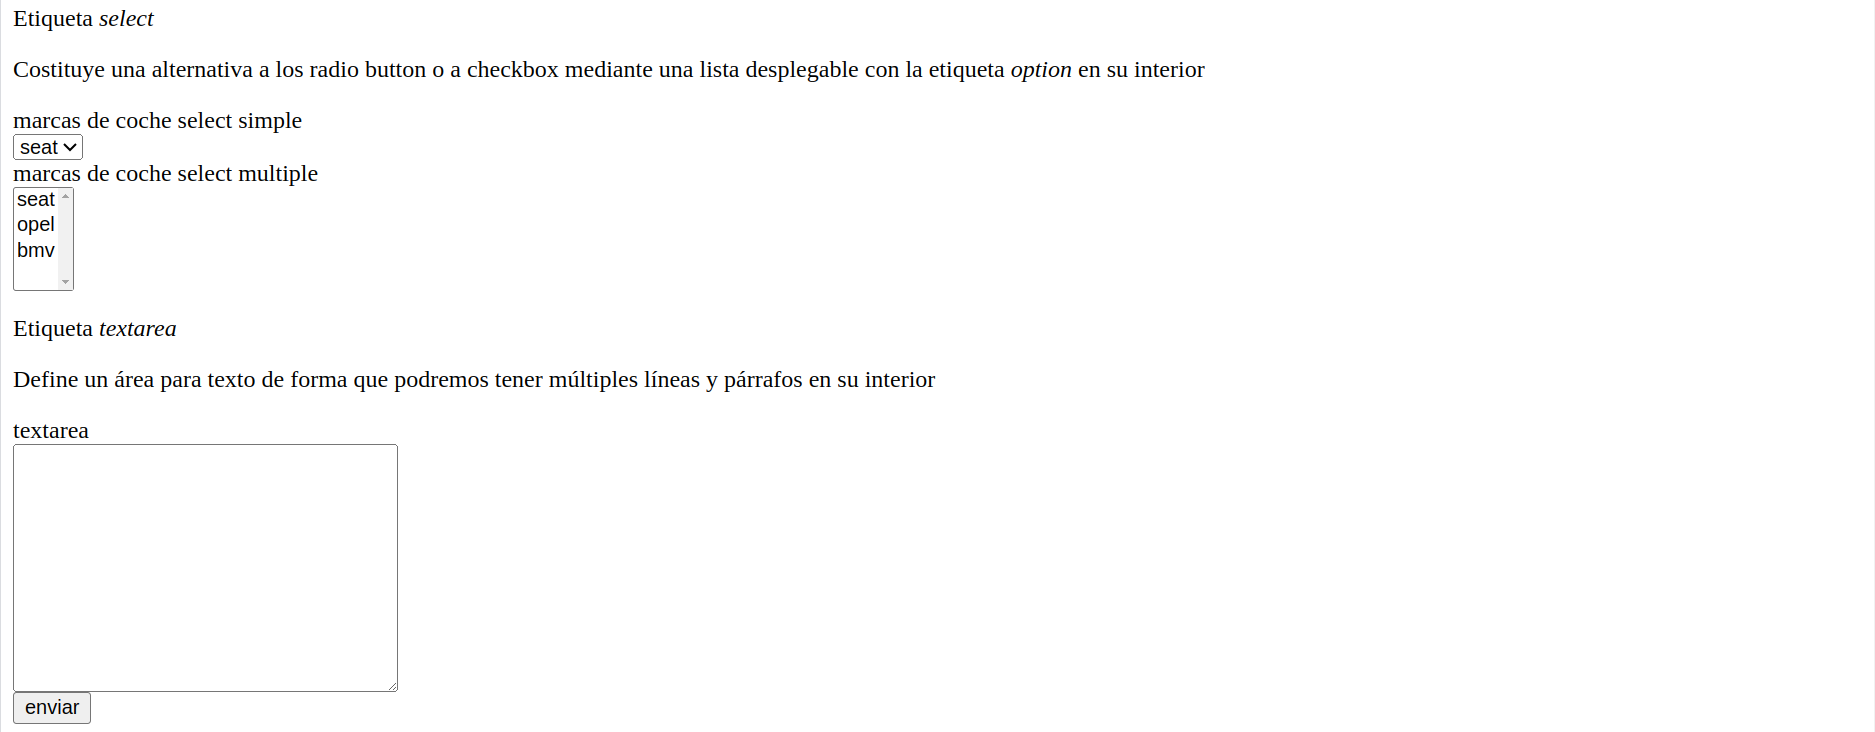 Etiqueta select
Costituye una alternativa a los radio button o a checkbox mediante una lista desplegable con la etiqueta option en su interior
marcas de coche select simple
seat
marcas de coche select multiple
seat
opel
bmv
Etiqueta textarea
Define un área para texto de forma que podremos tener múltiples líneas y párrafos en su interior
textarea
enviar